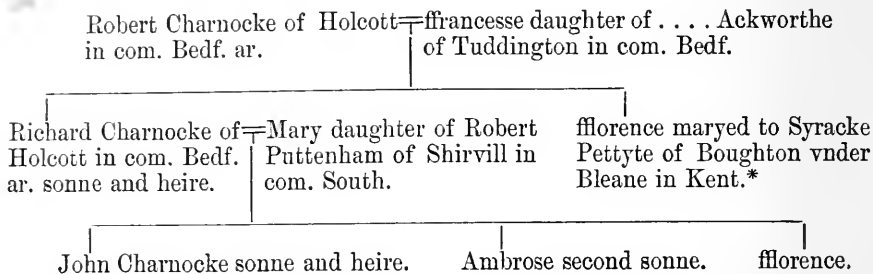 Robert Charnocke of Holcott=ffrancesse daughter of . . . . Ackworthe
in com. Bedf. ar.
of Tuddington in com. Bedf.
Richard Charnocke of=Mary daughter of Robert
Holcott in com. Bedf.
Puttenham of Shirvill in
ar. sonne and heire.
com. South.
fflorence maryed to Syracke
Pettyte of Boughton vnder
Bleane in Kent.*
John Charnocke sonne and heire.
Ambrose second sonne.
fflorence.